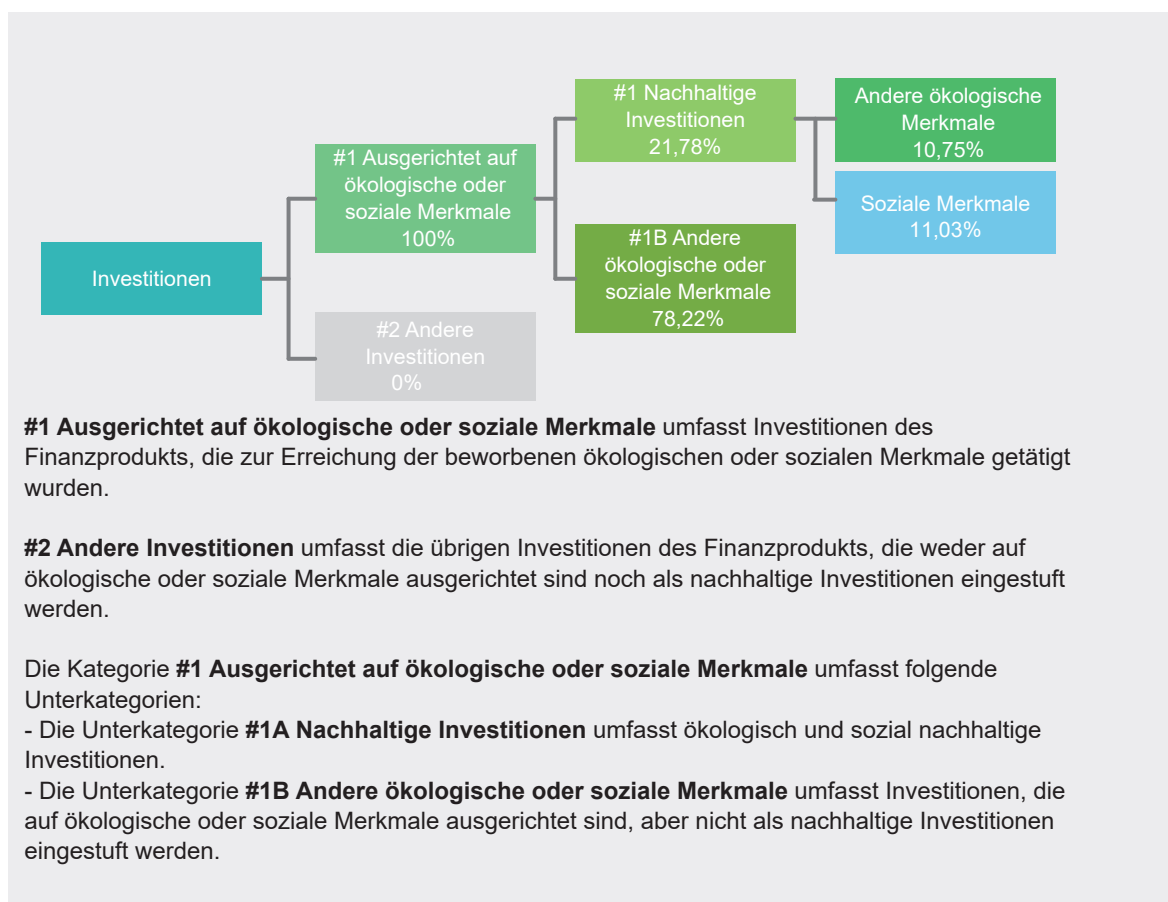 #1 Nachhaltige
Investitionen
21,78%
Andere ökologische
Merkmale
10,75%
#1 Ausgerichtet auf
ökologische oder
soziale Merkmale
100%
Soziale Merkmale
11,03%
#1B Andere
ökologische oder
soziale Merkmale
78,22%
Investitionen
#2 Andere
Investitionen
0%
#1 Ausgerichtet auf ökologische oder soziale Merkmale umfasst Investitionen des
Finanzprodukts, die zur Erreichung der beworbenen ökologischen oder sozialen Merkmale getätigt
wurden.
#2 Andere Investitionen umfasst die übrigen Investitionen des Finanzprodukts, die weder auf
ökologische oder soziale Merkmale ausgerichtet sind noch als nachhaltige Investitionen eingestuft
werden.
Die Kategorie #1 Ausgerichtet auf ökologische oder soziale Merkmale umfasst folgende
Unterkategorien:
- Die Unterkategorie #1A Nachhaltige Investitionen umfasst ökologisch und sozial nachhaltige
Investitionen.
- Die Unterkategorie #1B Andere ökologische oder soziale Merkmale umfasst Investitionen, die
auf ökologische oder soziale Merkmale ausgerichtet sind, aber nicht als nachhaltige Investitionen
eingestuft werden.